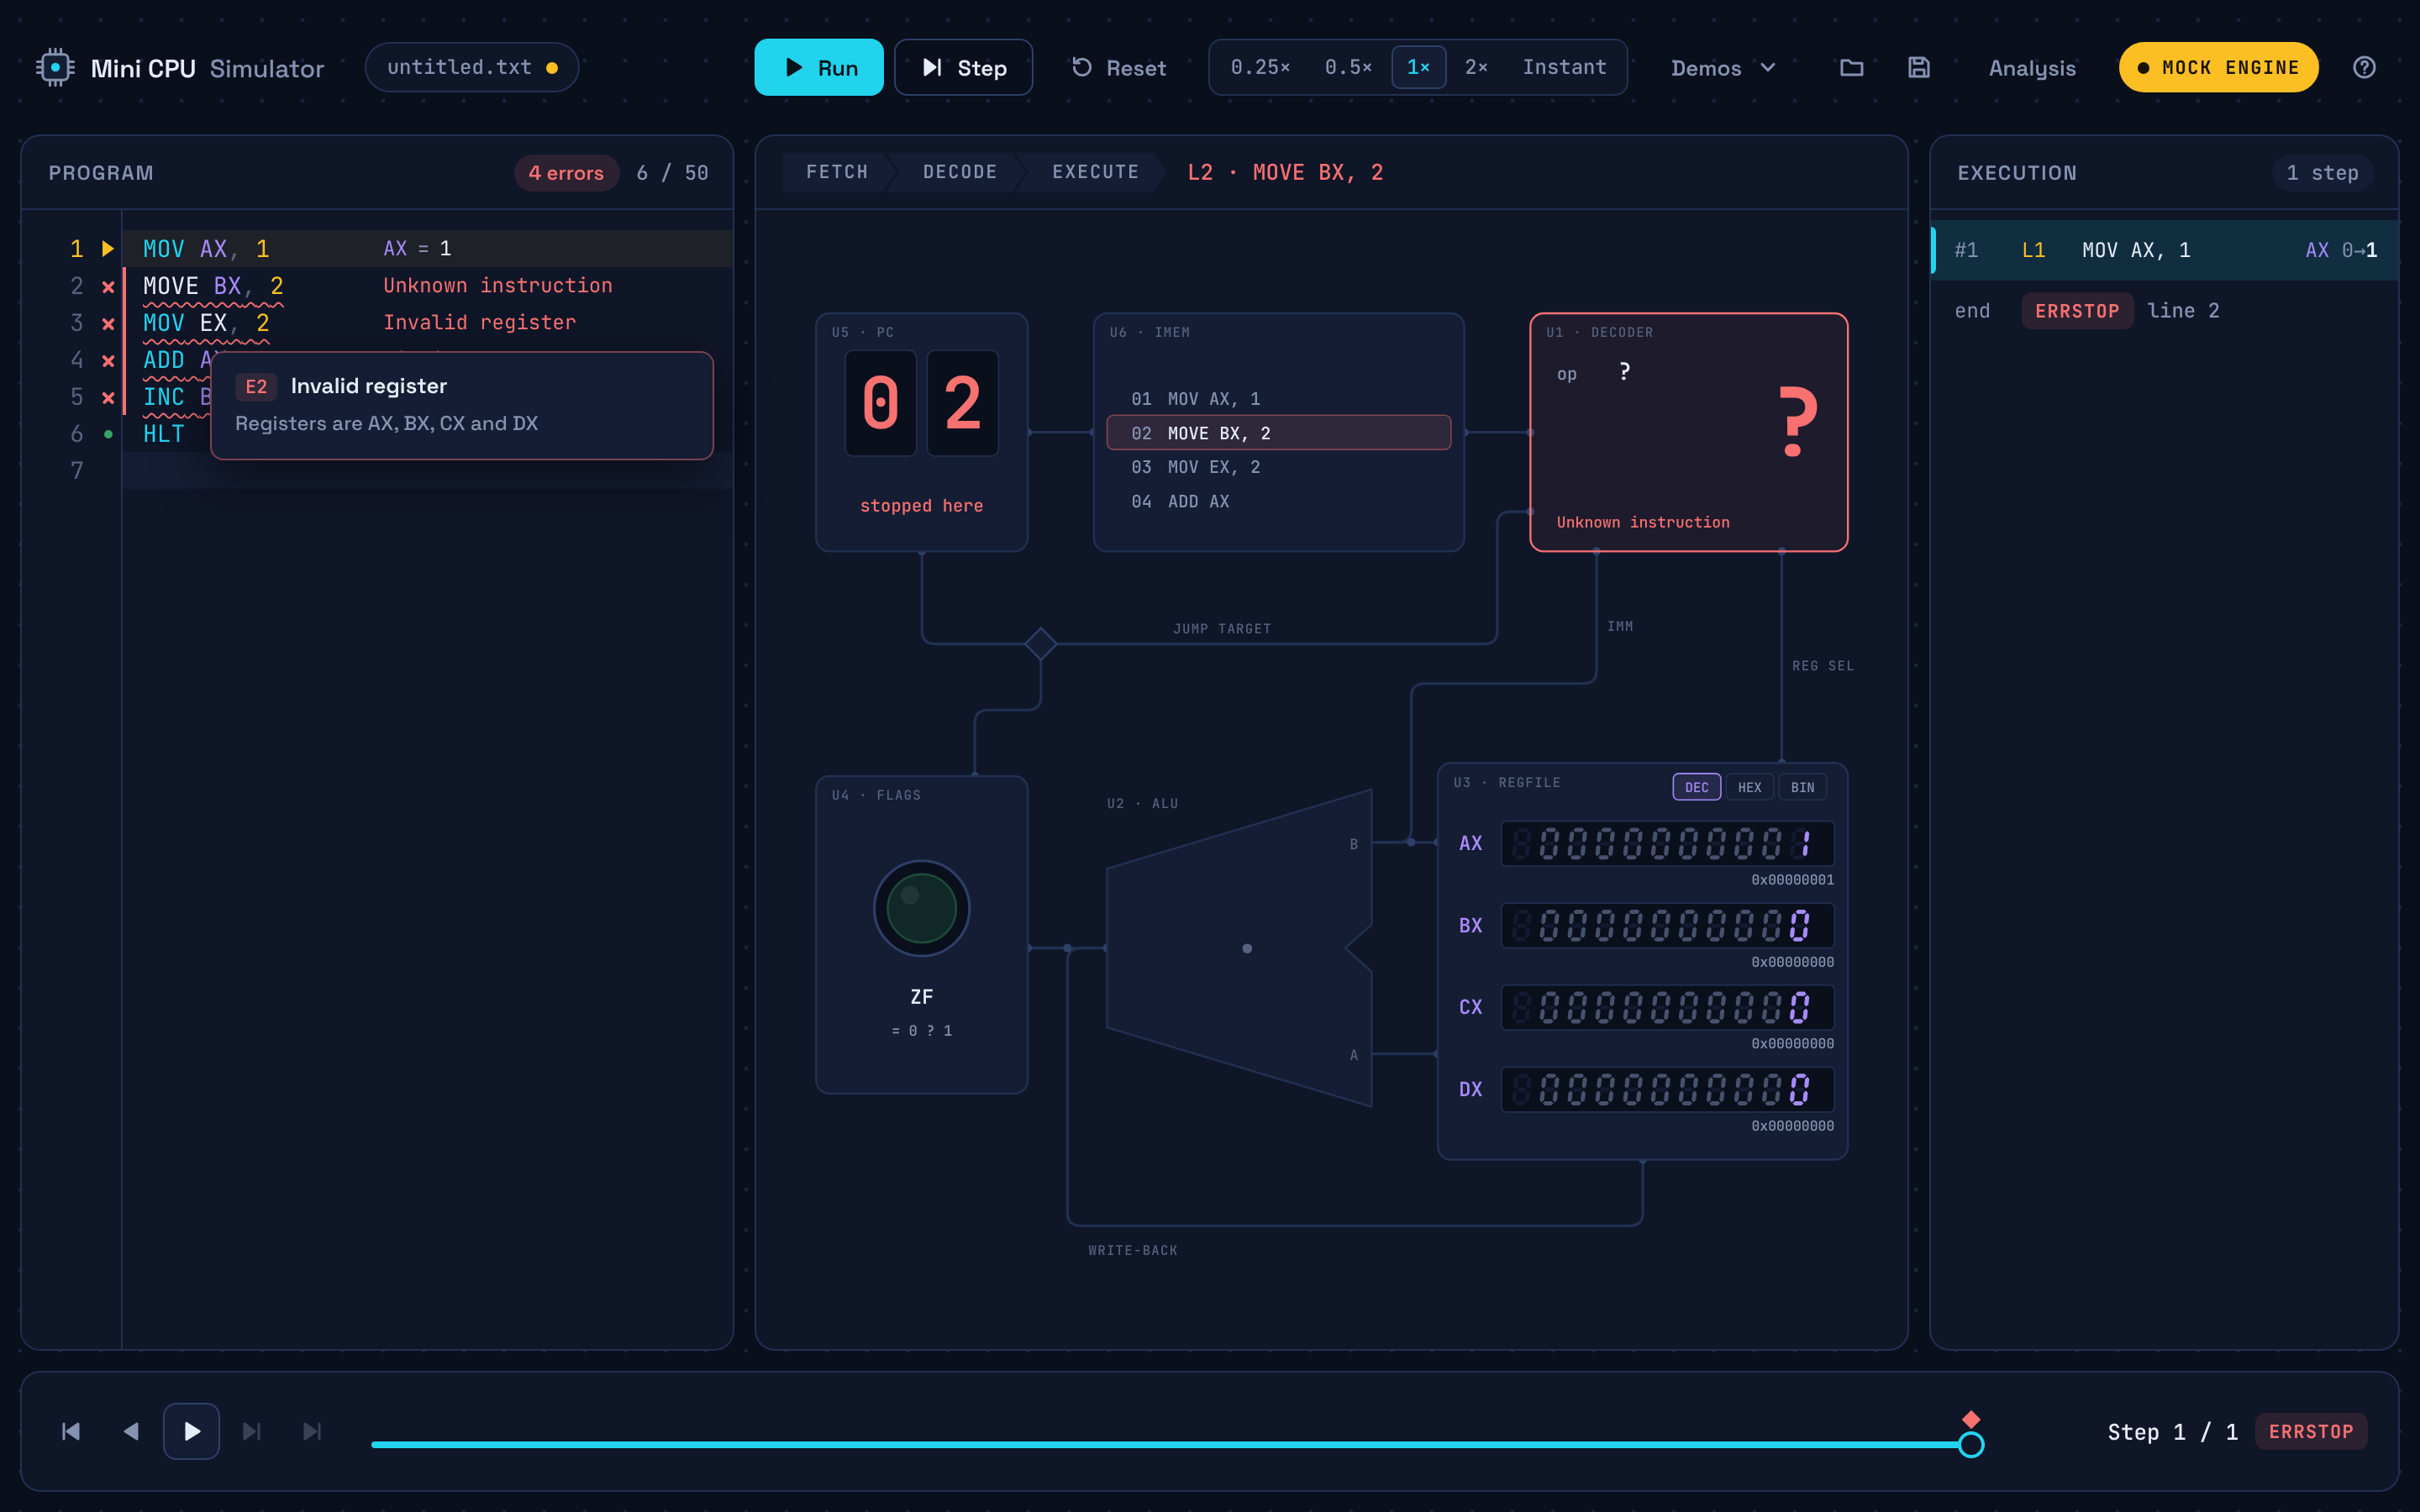 Mini CPU Simulator untitled.txt Run Step Reset 0.25× 0.5× 1× 2× Instant Demos Analysis MOCK ENGINE
PROGRAM 4 errors 6 / 50
1 MOV AX, 1 AX = 1
2 MOVE BX, 2 Unknown instruction
3 MOV EX, 2 Invalid register
4 ADD
5 INC
6 HLT
7
E2 Invalid register
Registers are AX, BX, CX and DX
FETCH DECODE EXECUTE L2 · MOVE BX, 2
U5 · PC
02
stopped here
U6 · IMEM
01 MOV AX, 1
02 MOVE BX, 2
03 MOV EX, 2
04 ADD AX
U1 · DECODER
op ?
?
Unknown instruction
JUMP TARGET
IMM
REG SEL
U4 · FLAGS
ZF
= 0 ? 1
U2 · ALU
B
A
U3 · REGFILE DEC HEX BIN
AX 0000000001
0x00000001
BX 0000000000
0x00000000
CX 0000000000
0x00000000
DX 0000000000
0x00000000
WRITE-BACK
EXECUTION 1 step
#1 L1 MOV AX, 1 AX 0→1
end ERRSTOP line 2
Step 1 / 1 ERRSTOP